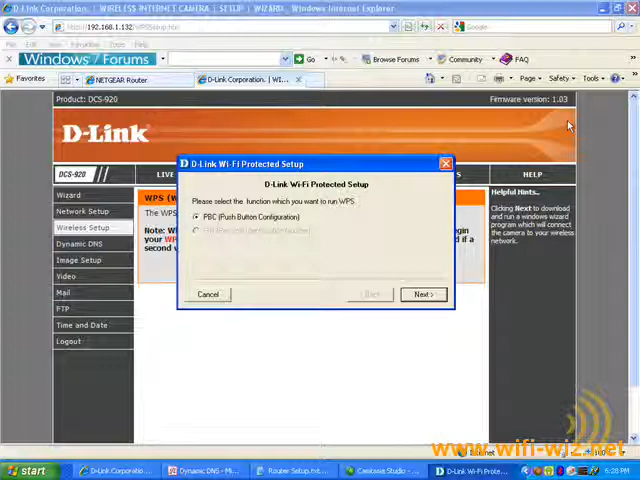 D-Link Corporation. | WIRELESS INTERNET CAMERA | SETUP | WIZARD - Windows Internet Explorer
http://192.168.1.132/
Google
File Edit View Favorites Tools Help
Windows / Forums
Go
Browse Forums
Community
FAQ
Favorites
NETGEAR Router
D-Link Corporation. | WI...
Page
Safety
Tools
Product: DCS-920
Firmware version: 1.03
D-Link
DCS-920
LIVE
HELP
Wizard
Network Setup
Wireless Setup
Dynamic DNS
Image Setup
Video
Mail
FTP
Time and Date
Logout
WPS (W
The WPS
Note: W
your WP
second
D-Link Wi-Fi Protected Setup
D-Link Wi-Fi Protected Setup
Please select the function which you want to run WPS.
PBC (Push Button Configuration)
Cancel
Back
Next >
Helpful Hints..
Clicking Next to download
and run a windows wizard
program which will connect
the camera to your wireless
network.
Internet
www.wifi-wiz.net
start
D-Link Corporatio...
Dynamic DNS - Mi...
Router Setup.txt...
Camtasia Studio - ...
D-Link Wi-Fi Prote...
6:28 PM